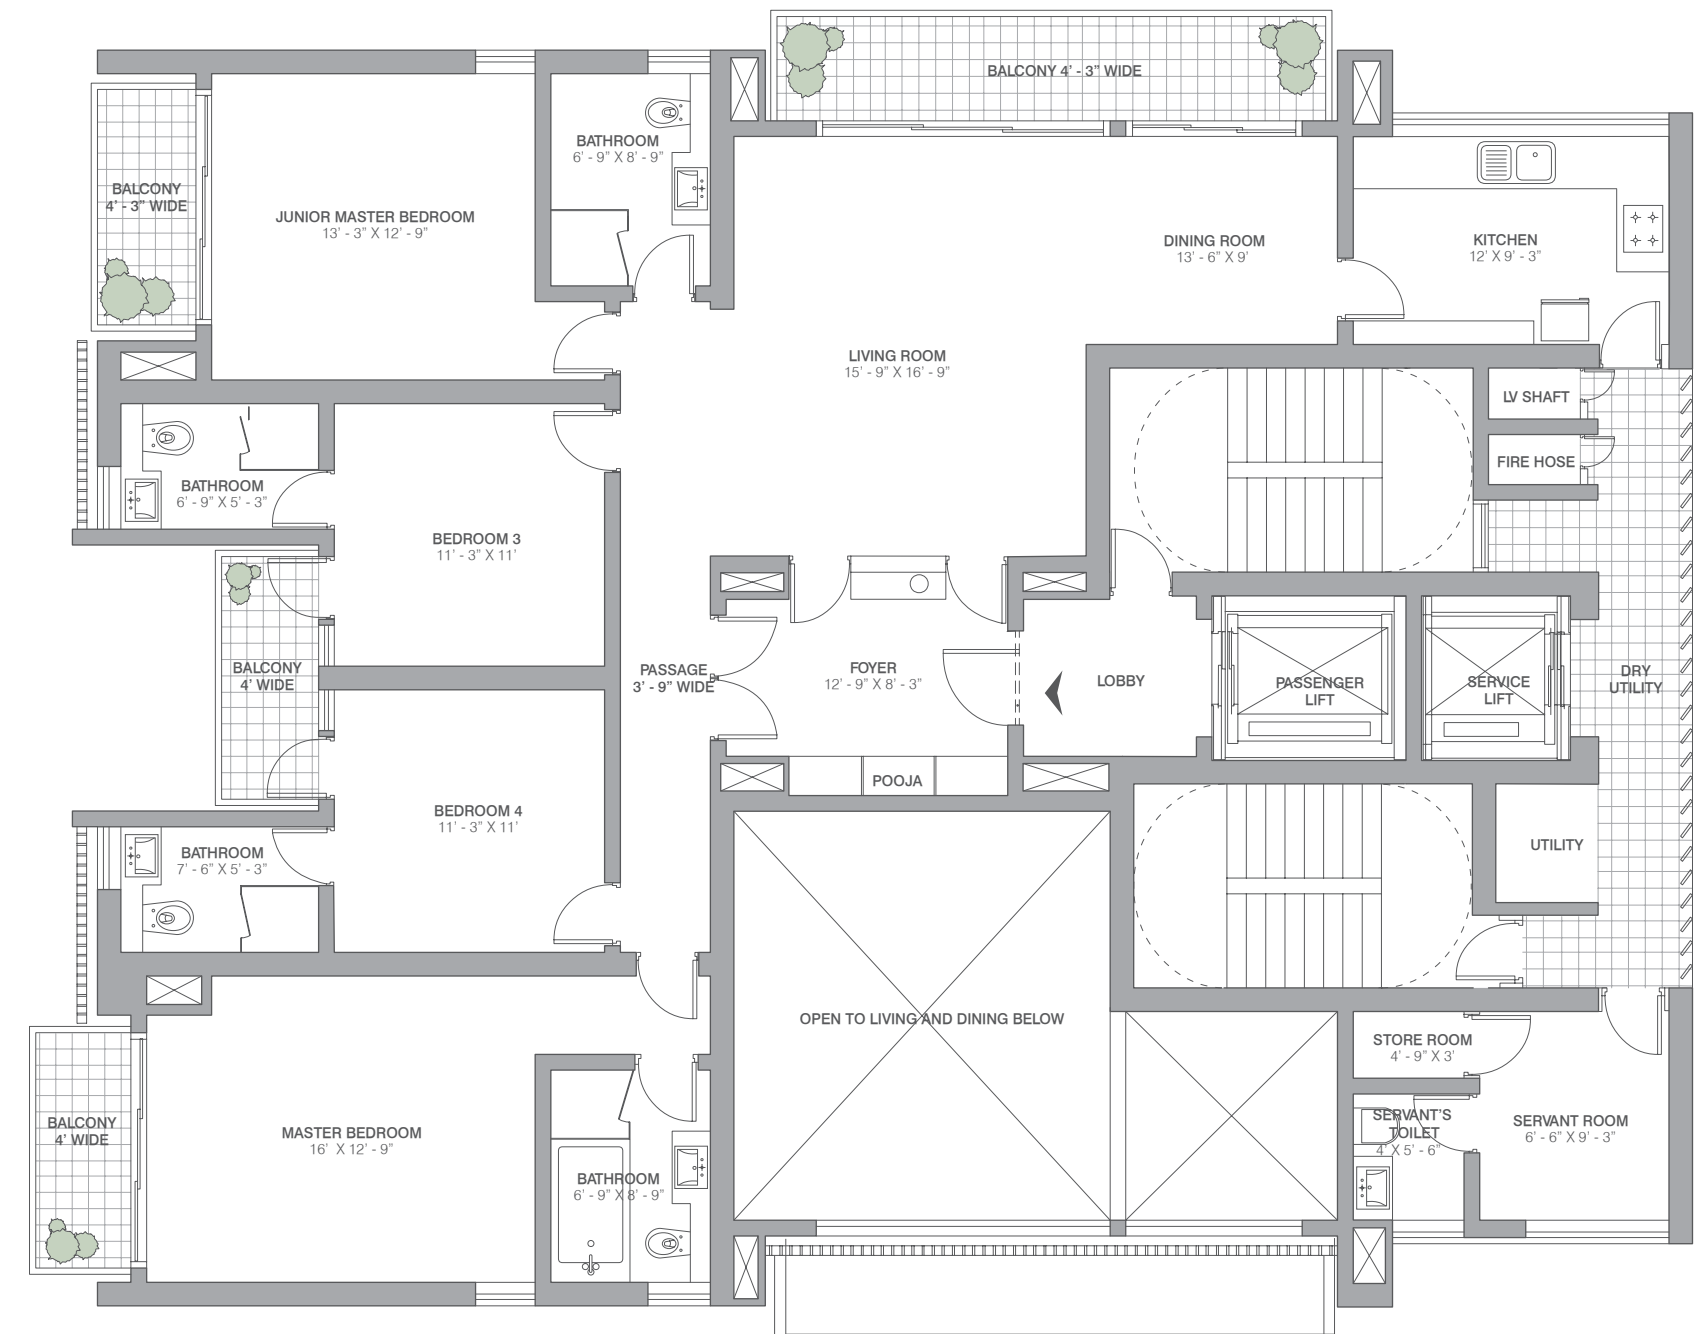 BALCONY 4' - 3" WIDE
BATHROOM
6' - 9" X 8' - 9"
BALCONY
4' - 3" WIDE
JUNIOR MASTER BEDROOM
13' - 3" X 12' - 9"
DINING ROOM
13' - 6" X 9'
KITCHEN
12' X 9' - 3"
LIVING ROOM
15' - 9" X 16' - 9"
LV SHAFT
FIRE HOSE
BATHROOM
6' - 9" X 5' - 3"
BEDROOM 3
11' - 3" X 11'
BALCONY
4' WIDE
PASSAGE
3' - 9" WIDE
FOYER
12' - 9" X 8' - 3"
LOBBY
PASSENGER
LIFT
SERVICE
LIFT
DRY
UTILITY
POOJA
BEDROOM 4
11' - 3" X 11'
BATHROOM
7' - 6" X 5' - 3"
UTILITY
OPEN TO LIVING AND DINING BELOW
STORE ROOM
4' - 9" X 3'
BALCONY
4' WIDE
MASTER BEDROOM
16' X 12' - 9"
BATHROOM
6' - 9" X 8' - 9"
SERVANT'S
TOILET
4' X 5' - 6"
SERVANT ROOM
6' - 6" X 9' - 3"